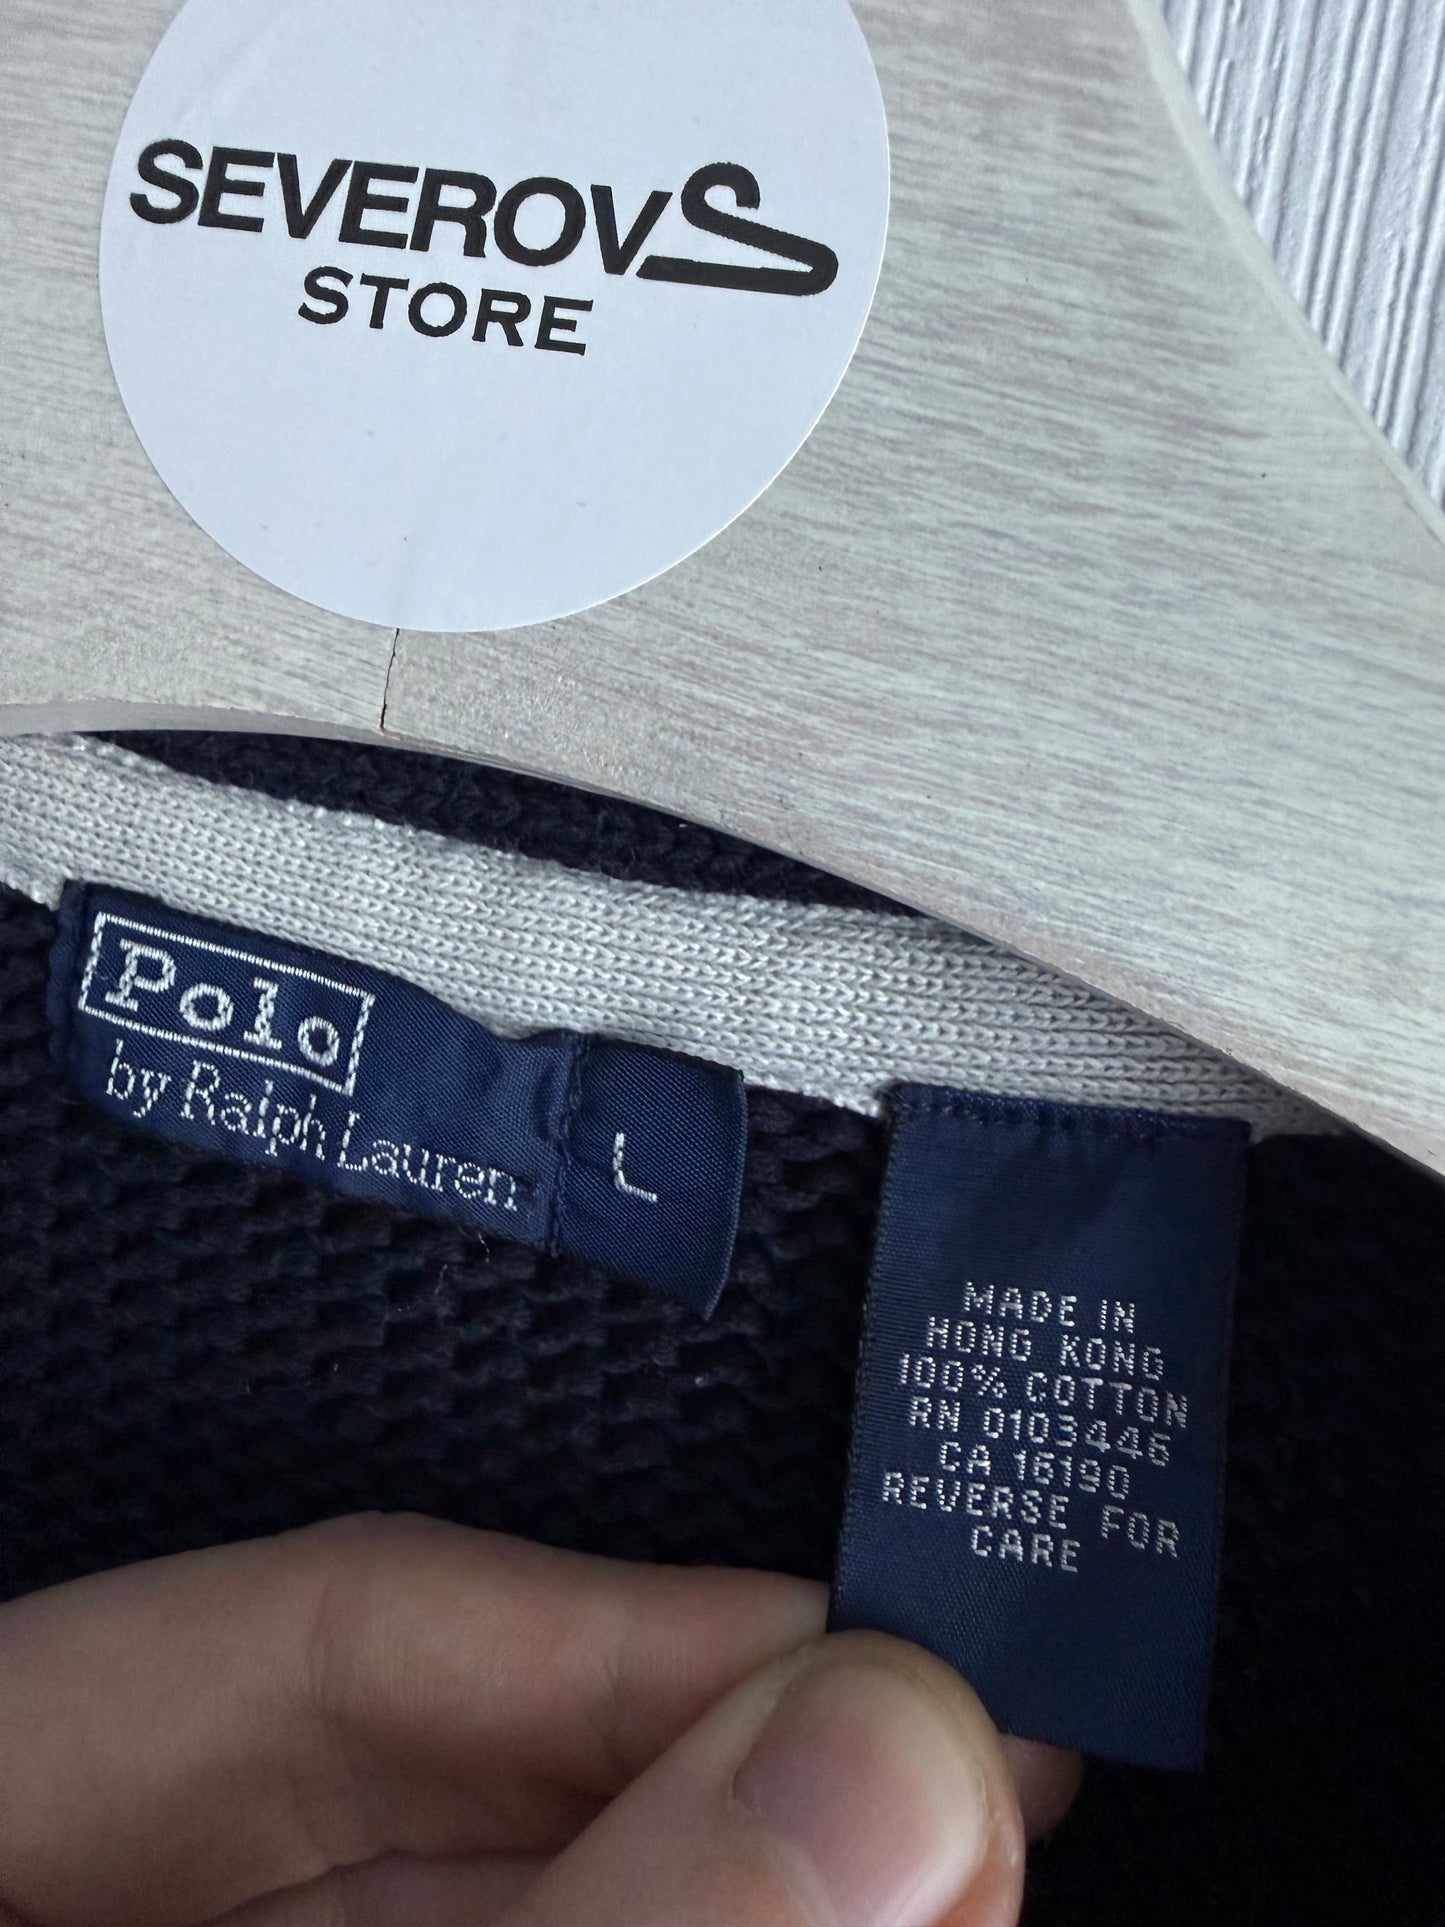 SEVEROVS
STORE
Polo
by Ralph Lauren
L
MADE IN
HONG KONG
100% COTTON
RN 0103446
CA 16190
REVERSE FOR
CARE